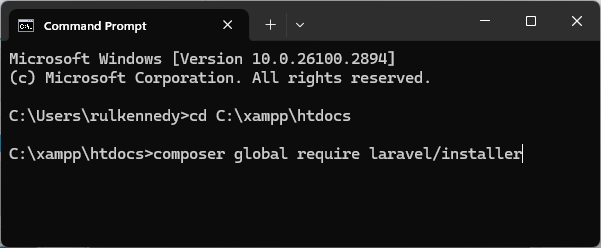 Command Prompt
Microsoft Windows [Version 10.0.26100.2894]
(c) Microsoft Corporation. All rights reserved.
C:\Users\rulkennedy>cd C:\xampp\htdocs
C:\xampp\htdocs>composer global require laravel/installer